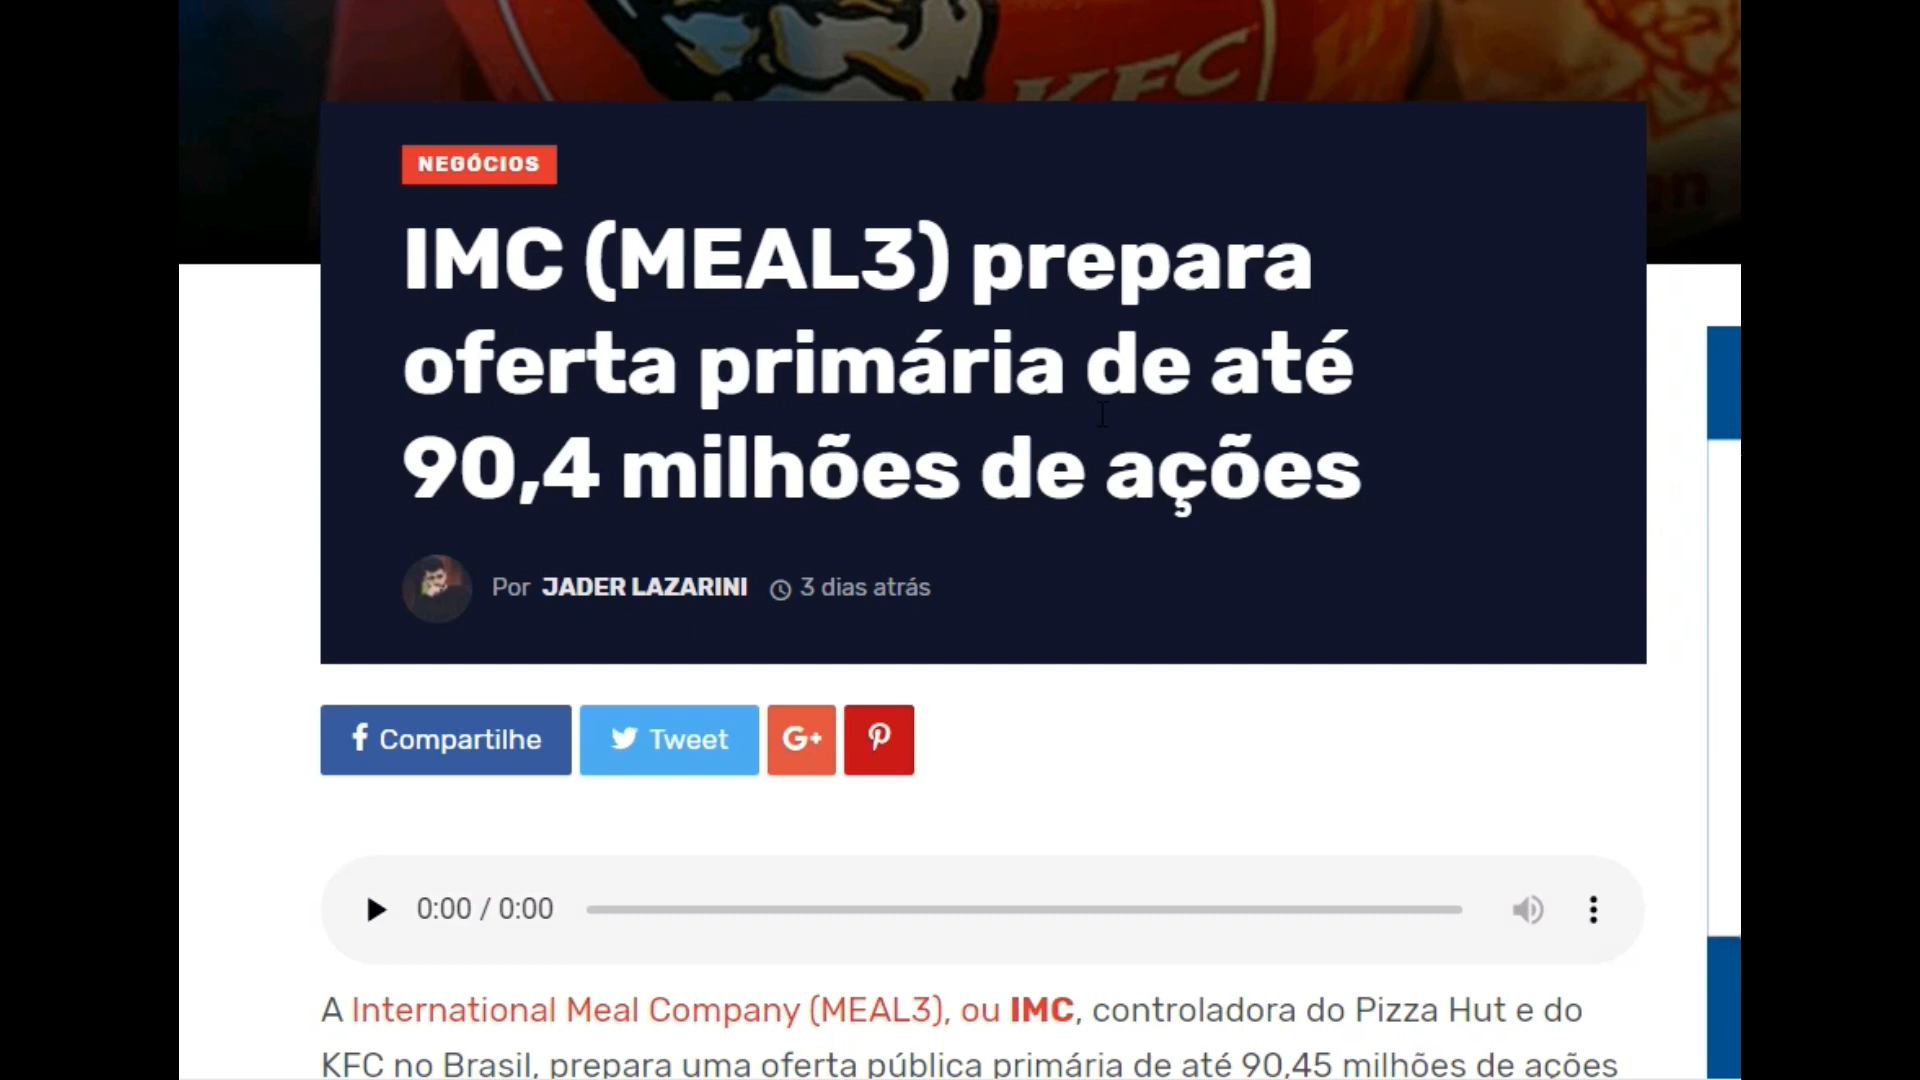 KFC
NEGÓCIOS
IMC (MEAL3) prepara
oferta primária de até
90,4 milhões de ações
Por JADER LAZARINI 3 dias atrás
Compartilhe Tweet G+
0:00 / 0:00
A International Meal Company (MEAL3), ou IMC, controladora do Pizza Hut e do
KFC no Brasil, prepara uma oferta pública primária de até 90,45 milhões de ações